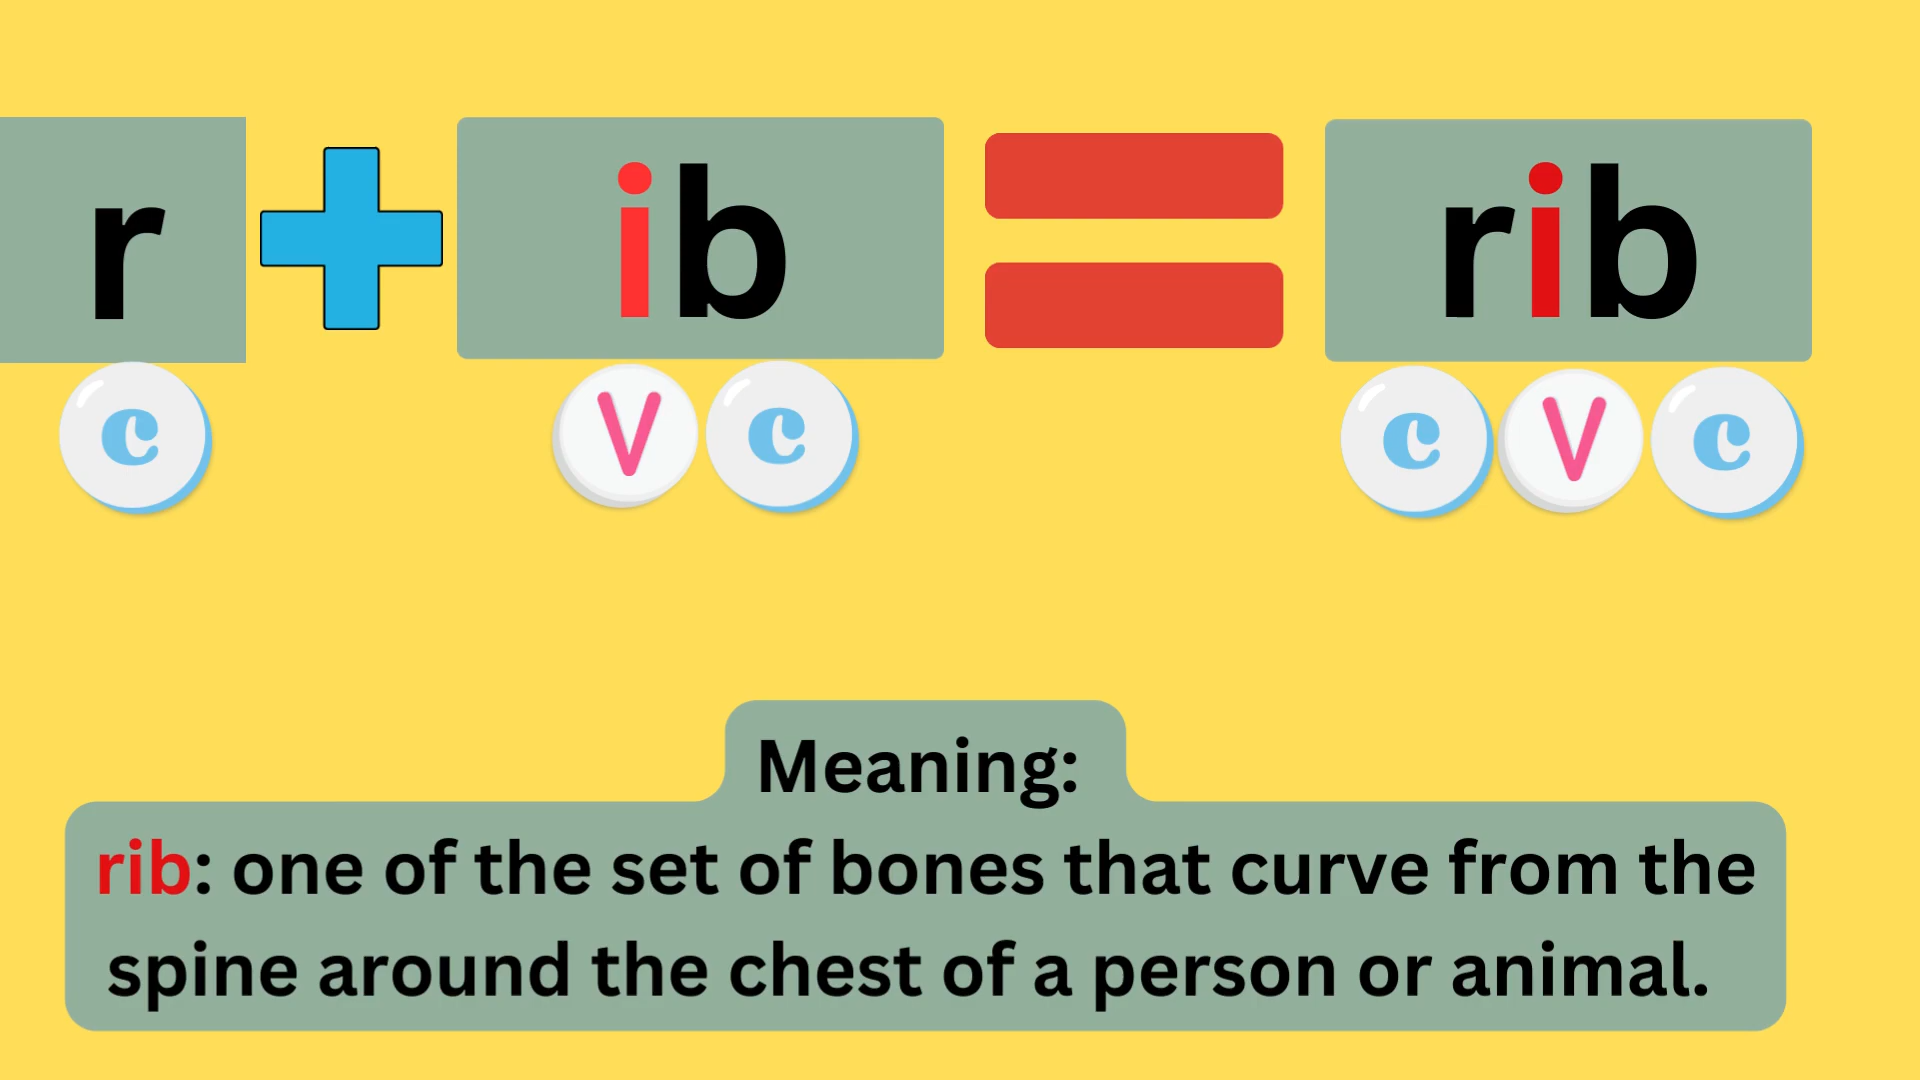 r ib rib
c V c c V c
Meaning:
rib: one of the set of bones that curve from the
spine around the chest of a person or animal.